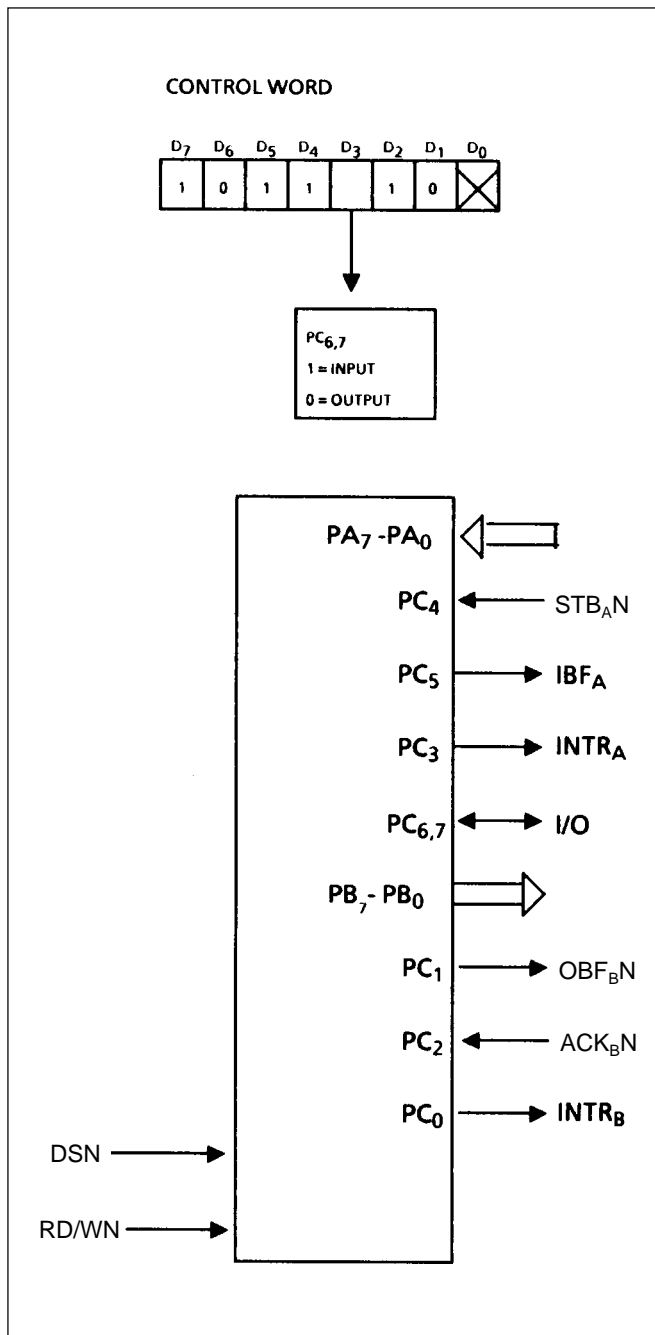 CONTROL WORD
D7 D6 D5 D4 D3 D2 D1 D0
1 0 1 1 1 0
PC6,7
1 = INPUT
0 = OUTPUT
PA7 - PA0
PC4 STBAN
PC5 IBFA
PC3 INTRA
PC6,7 I/O
PB7 - PB0
PC1 OBFBN
PC2 ACKBN
PC0 INTRB
DSN
RD/WN